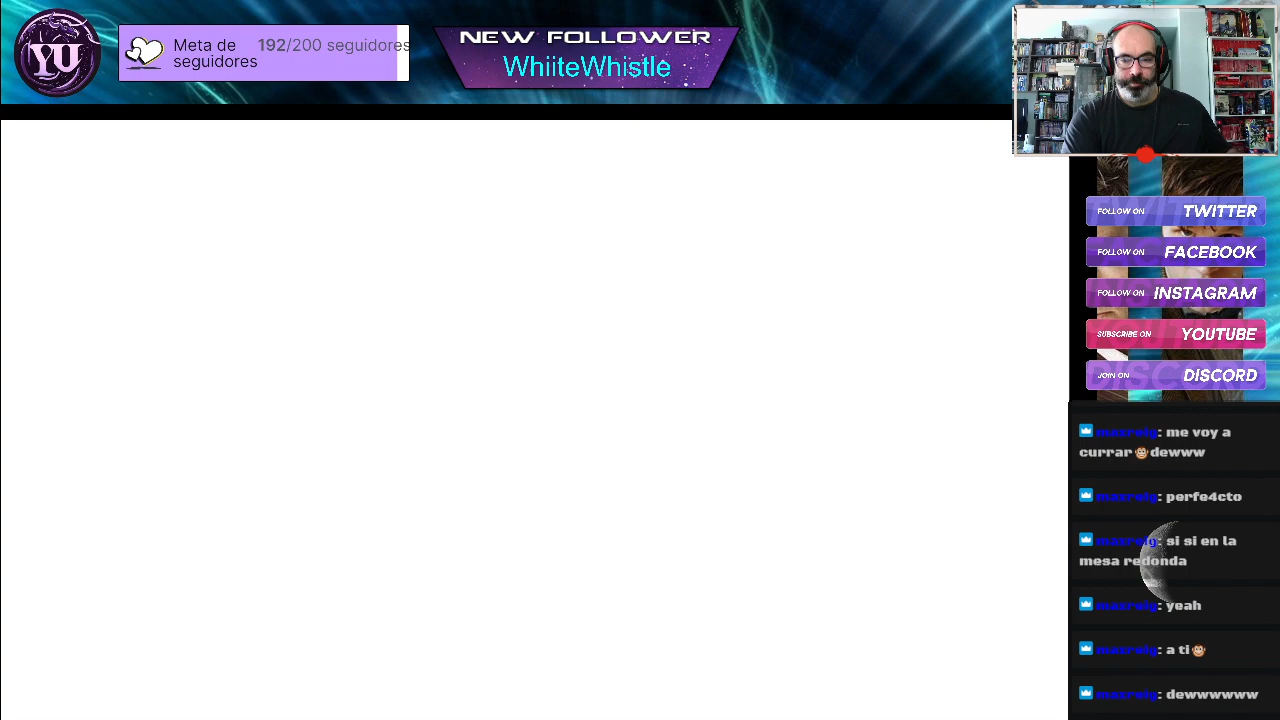 YU
Meta de
seguidores
192/200 seguidores
NEW FOLLOWER
WhiiteWhistle
FOLLOW ON TWITTER
FOLLOW ON FACEBOOK
FOLLOW ON INSTAGRAM
SUBSCRIBE ON YOUTUBE
JOIN ON DISCORD
: me voy a
currar🐵dewww
: perfe4cto
: si si en la
mesa redonda
: yeah
: a ti🐵
: dewwwwww